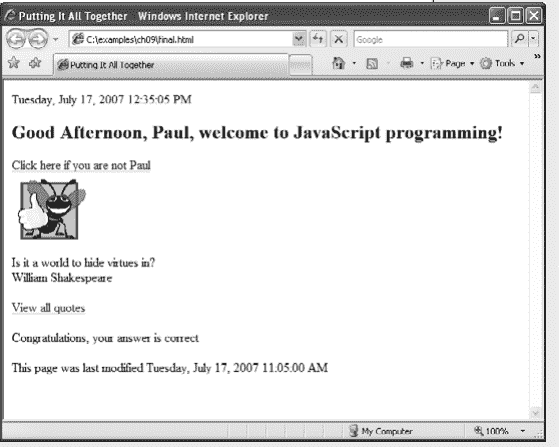 Putting It All Together - Windows Internet Explorer
C:\examples\ch09\final.html
Google
Putting It All Together
Page
Tools
Tuesday, July 17, 2007 12:35:05 PM
Good Afternoon, Paul, welcome to JavaScript programming!
Click here if you are not Paul
Is it a world to hide virtues in?
William Shakespeare
View all quotes
Congratulations, your answer is correct
This page was last modified Tuesday, July 17, 2007 11:05:00 AM
My Computer
100%